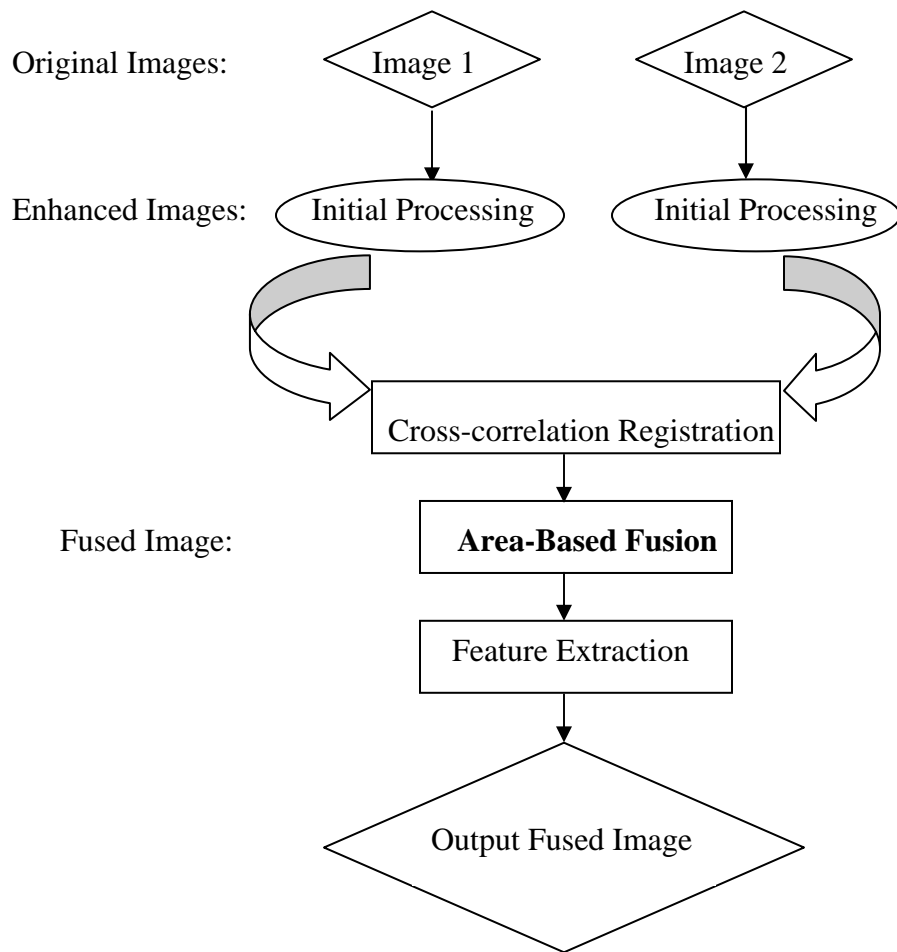 Original Images: Image 1 Image 2
Enhanced Images: Initial Processing Initial Processing
Cross-correlation Registration
Fused Image: Area-Based Fusion
Feature Extraction
Output Fused Image